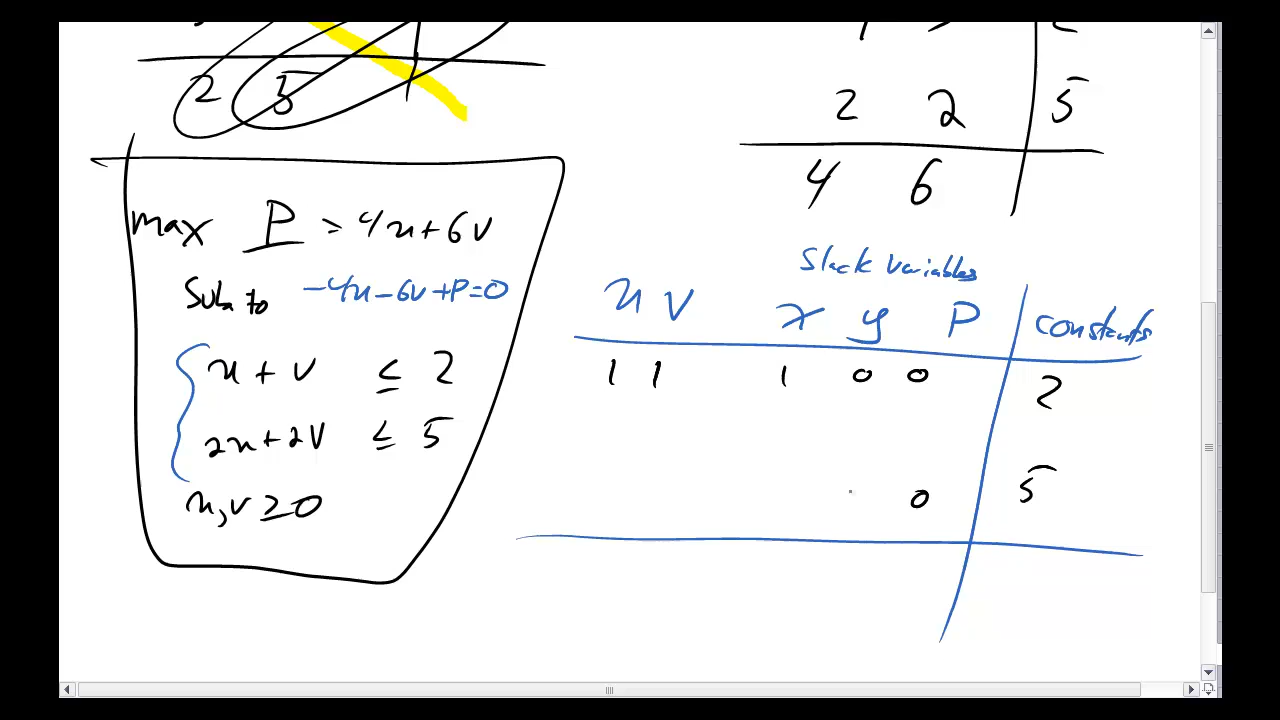 2 5
2 2 5
4 6
max P = 4u + 6v
Sub. to -4u - 6v + P = 0
u + v ≤ 2
2u + 2v ≤ 5
u, v ≥ 0
Slack Variables
u v x y P constants
1 1 1 0 0 2
0 5